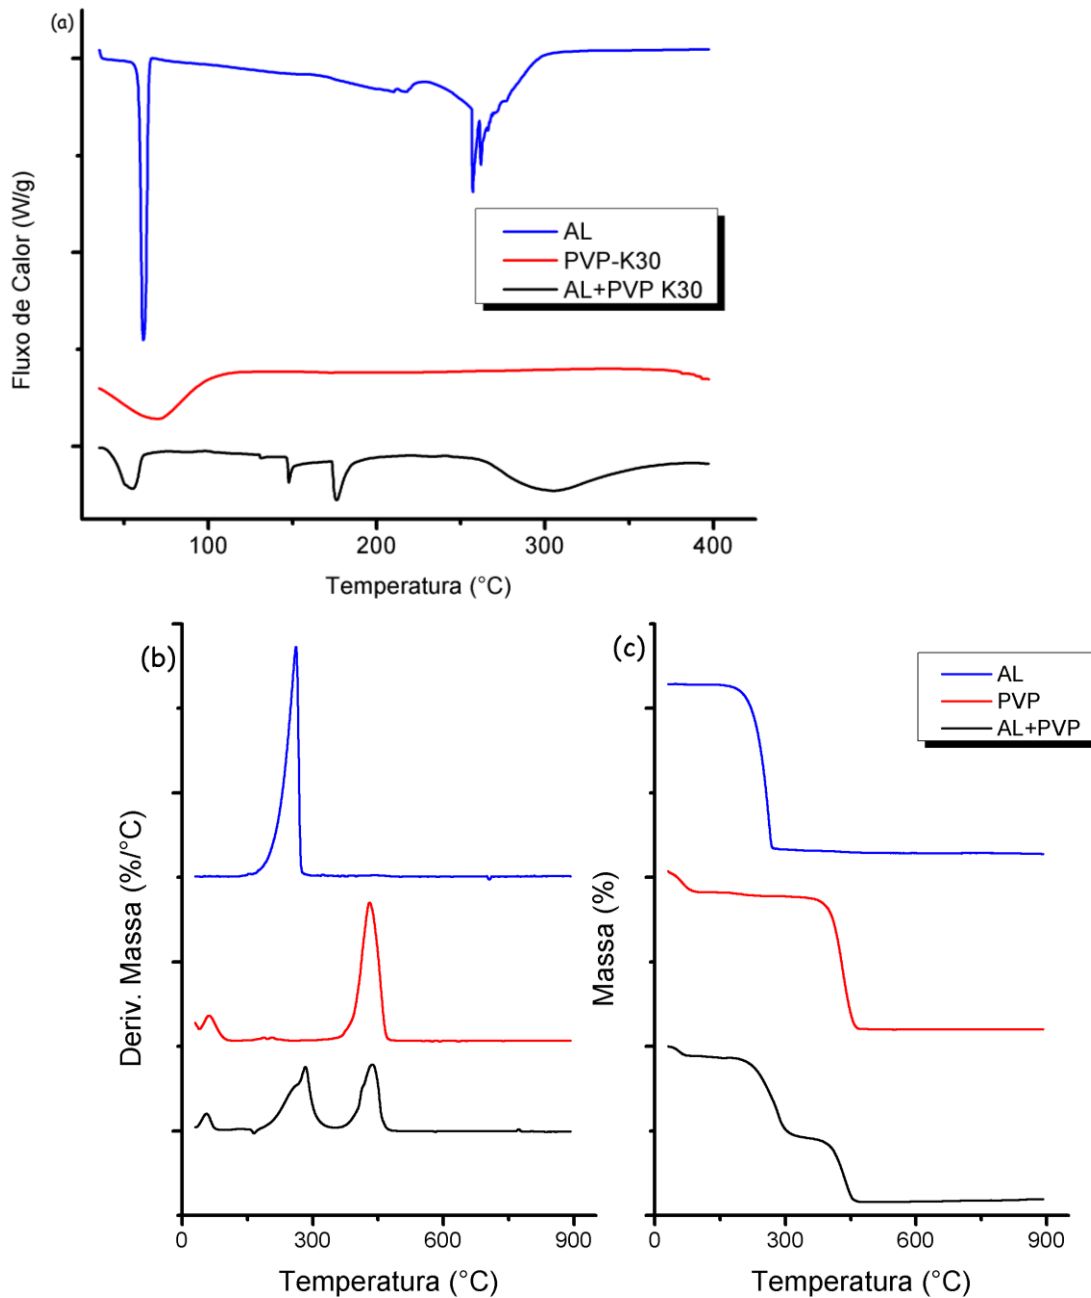 (a)
Fluxo de Calor (W/g)
AL
PVP-K30
AL+PVP K30
100
200
300
400
Temperatura (°C)
(b)
Deriv. Massa (%/°C)
0
300
600
900
Temperatura (°C)
(c)
Massa (%)
AL
PVP
AL+PVP
0
300
600
900
Temperatura (°C)